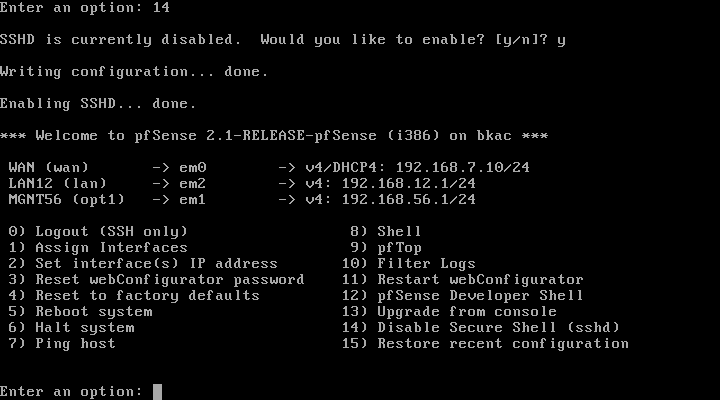 Enter an option: 14
SSHD is currently disabled.  Would you like to enable? [y/n]? y
Writing configuration... done.
Enabling SSHD... done.
*** Welcome to pfSense 2.1-RELEASE-pfSense (i386) on bkac ***
WAN (wan)       -> em0        -> v4/DHCP4: 192.168.7.10/24
LAN12 (lan)     -> em2        -> v4: 192.168.12.1/24
MGNT56 (opt1)   -> em1        -> v4: 192.168.56.1/24
0) Logout (SSH only)                  8) Shell
1) Assign Interfaces                  9) pfTop
2) Set interface(s) IP address       10) Filter Logs
3) Reset webConfigurator password    11) Restart webConfigurator
4) Reset to factory defaults         12) pfSense Developer Shell
5) Reboot system                     13) Upgrade from console
6) Halt system                       14) Disable Secure Shell (sshd)
7) Ping host                         15) Restore recent configuration
Enter an option: